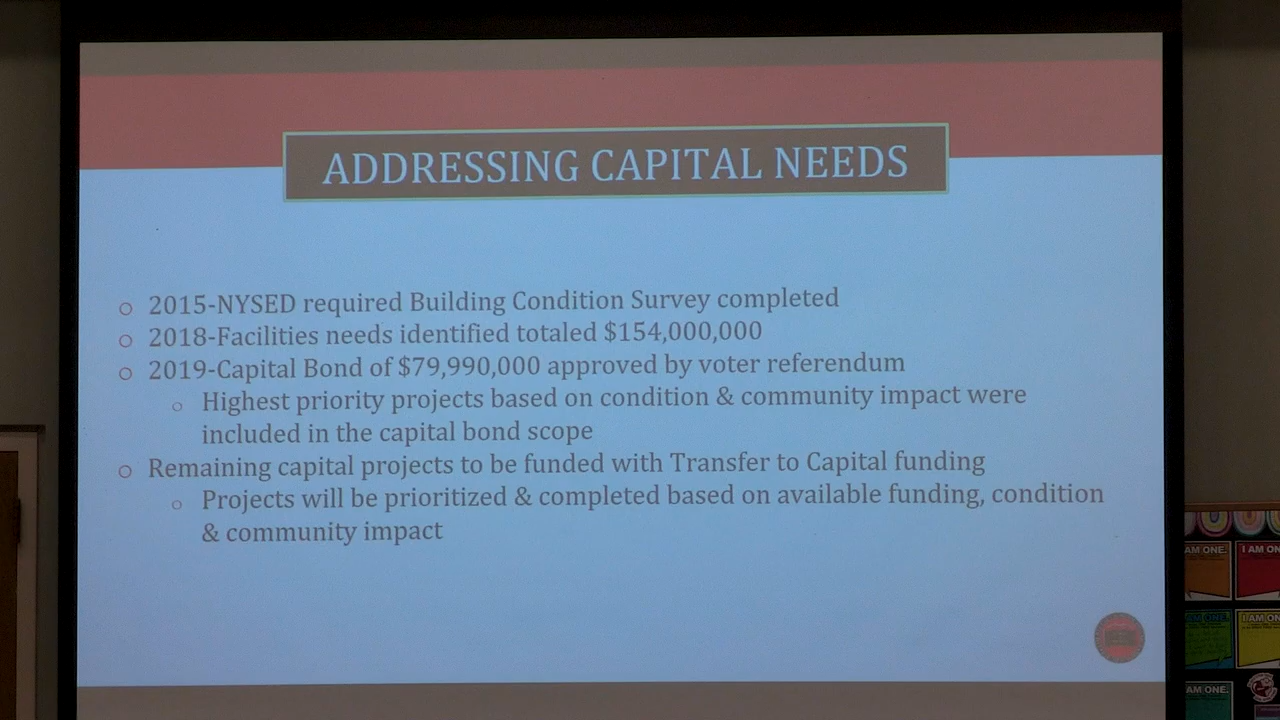 ADDRESSING CAPITAL NEEDS
2015-NYSED required Building Condition Survey completed
2018-Facilities needs identified totaled $154,000,000
2019-Capital Bond of $79,990,000 approved by voter referendum
Highest priority projects based on condition & community impact were
included in the capital bond scope
Remaining capital projects to be funded with Transfer to Capital funding
Projects will be prioritized & completed based on available funding, condition
& community impact
AM ONE.
I AM ON
I AM ON
AM ONE.